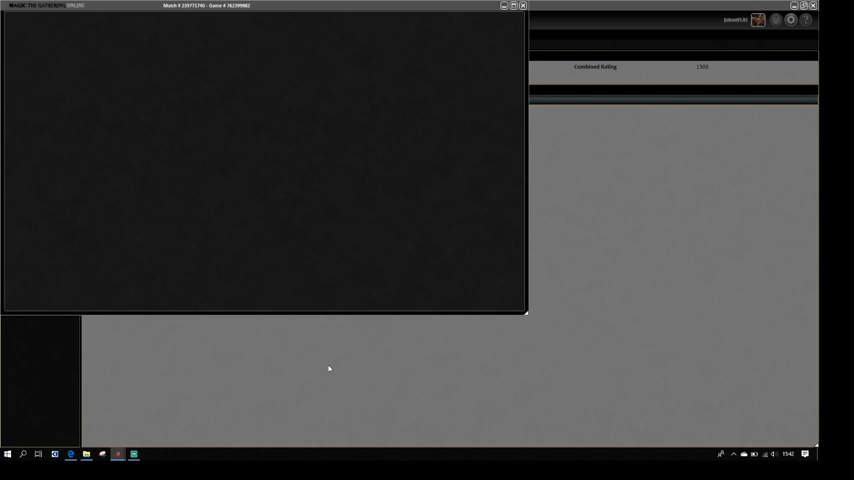 MAGIC THE GATHERING ONLINE
Match # 239771740 - Game # 762399882
Combined Rating 1503
15:42